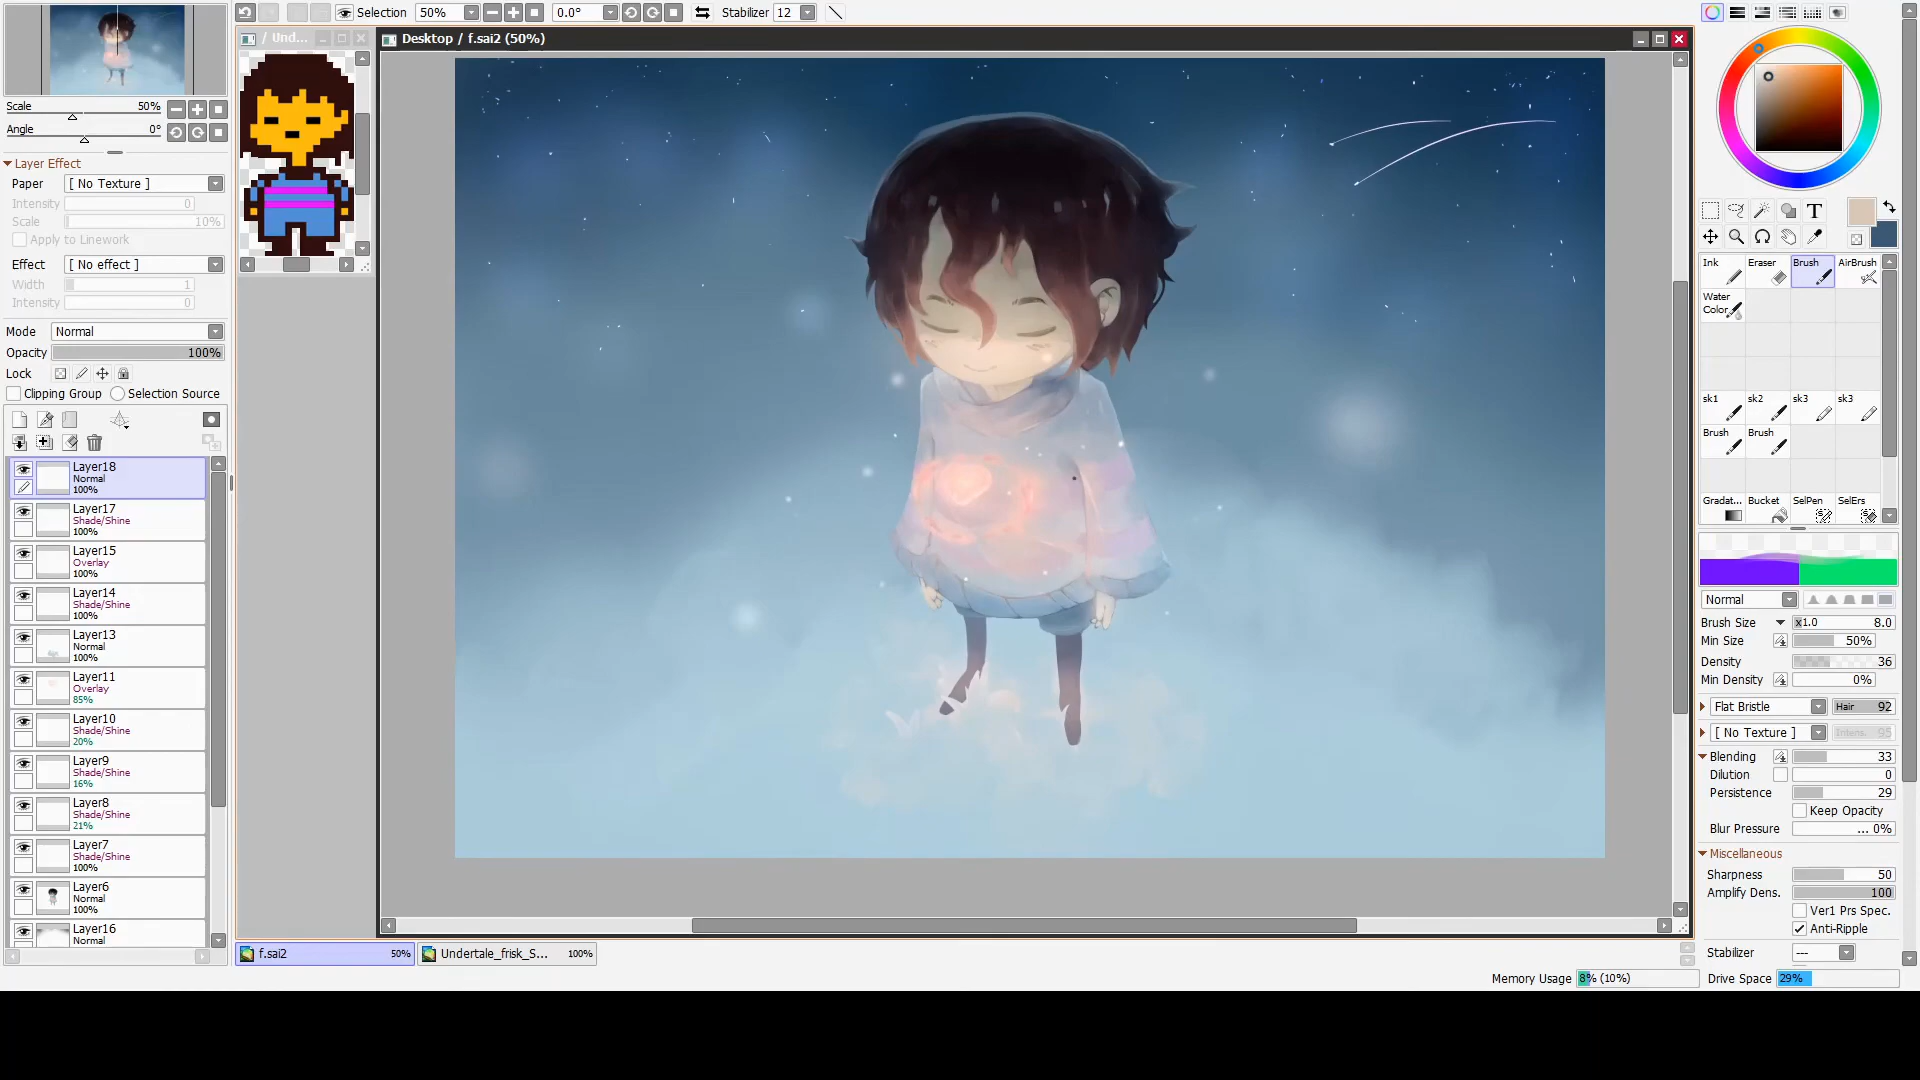 Selection 50% 0.0° Stabilizer 12
/ Und...
Desktop / f.sai2 (50%)
Scale 50%
Angle 0°
Layer Effect
Paper [ No Texture ]
Intensity 0
Scale 10%
Apply to Linework
Effect [ No effect ]
Width 1
Intensity 0
Mode Normal
Opacity 100%
Lock
Clipping Group Selection Source
Layer18
Normal
100%
Layer17
Shade/Shine
100%
Layer15
Overlay
100%
Layer14
Shade/Shine
100%
Layer13
Normal
100%
Layer11
Overlay
85%
Layer10
Shade/Shine
20%
Layer9
Shade/Shine
16%
Layer8
Shade/Shine
21%
Layer7
Shade/Shine
100%
Layer6
Normal
100%
Layer16
Normal
f.sai2 50%
Undertale_frisk_S... 100%
T
Ink Eraser Brush AirBrush
Water
Color
sk1 sk2 sk3 sk3
Brush Brush
Gradat... Bucket SelPen SelErs
Normal
Brush Size x1.0 8.0
Min Size 50%
Density 36
Min Density 0%
Flat Bristle Hair 92
[ No Texture ] Intens. 95
Blending 33
Dilution 0
Persistence 29
Keep Opacity
Blur Pressure ... 0%
Miscellaneous
Sharpness 50
Amplify Dens. 100
Ver1 Prs Spec.
Anti-Ripple
Stabilizer ---
Memory Usage 8% (10%) Drive Space 29%